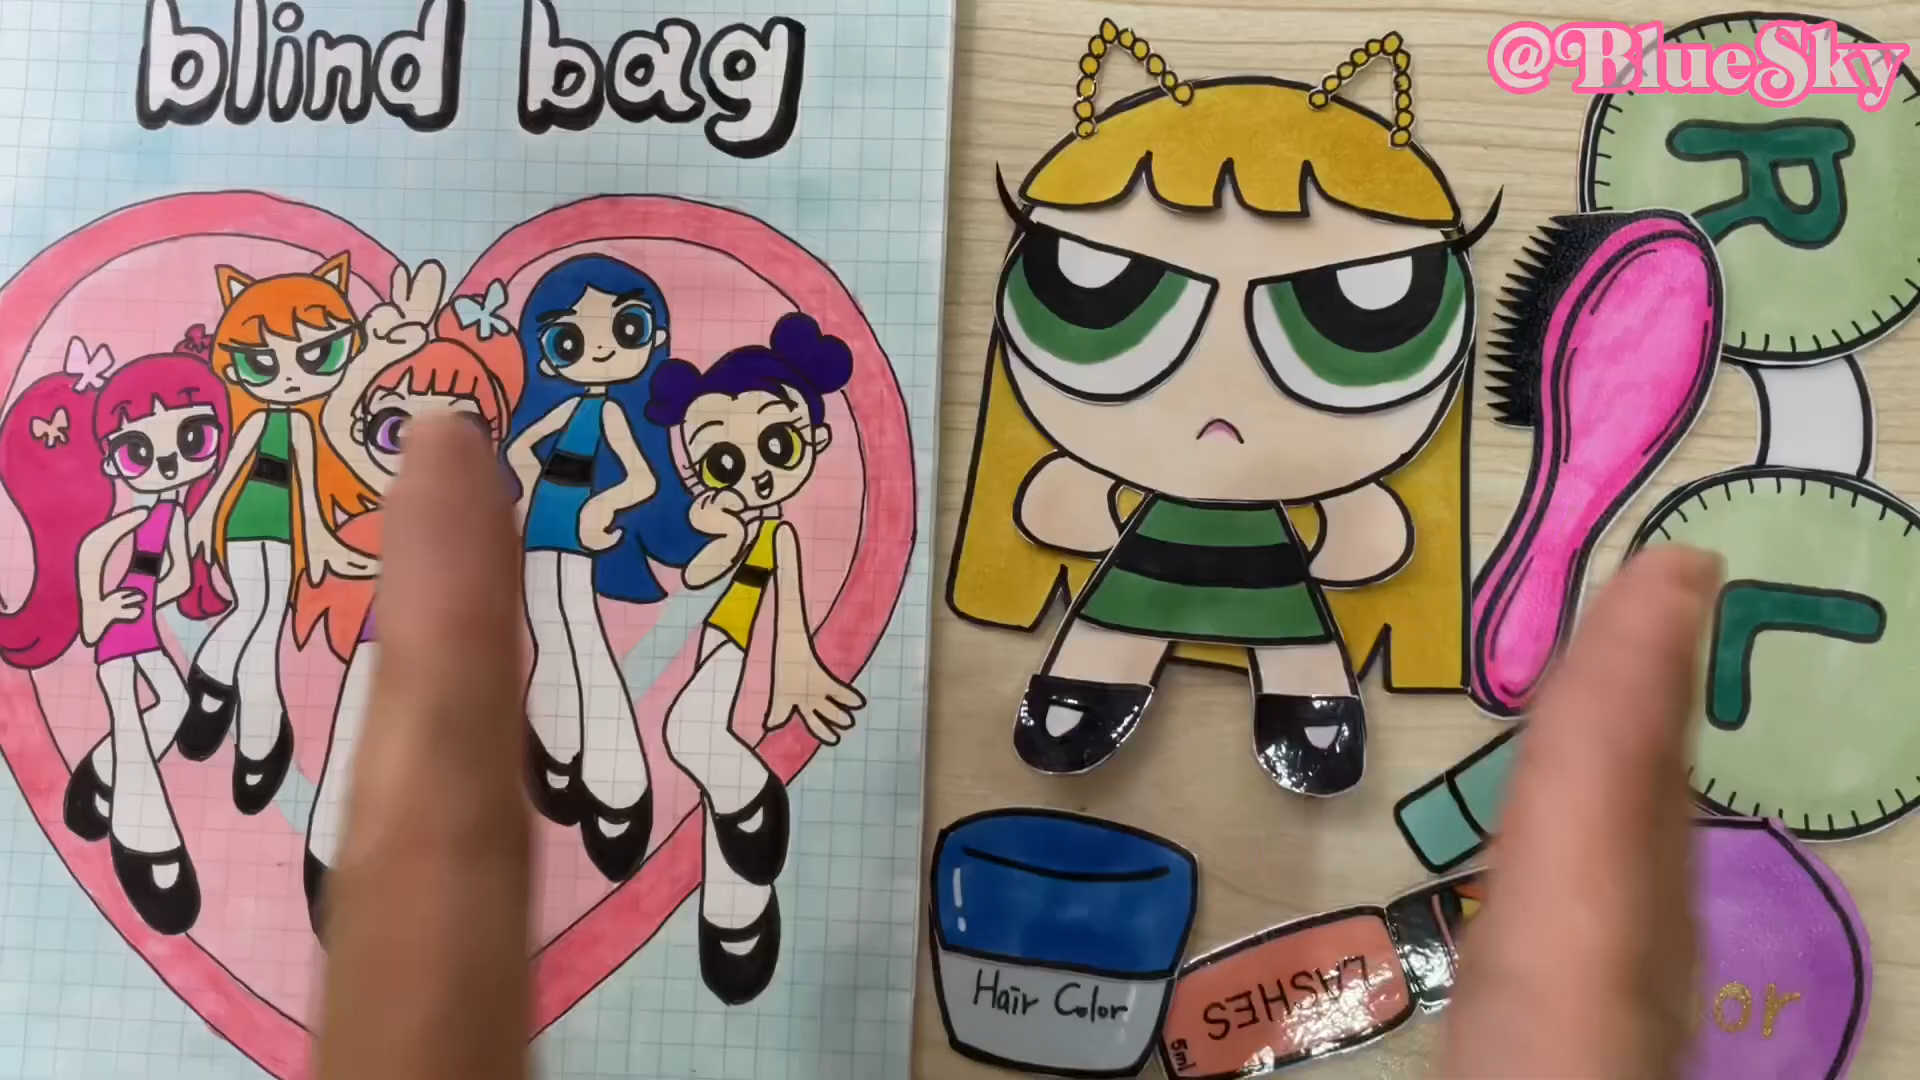 blind bag
@BlueSky
R
L
Hair Color
LASHES
5ml